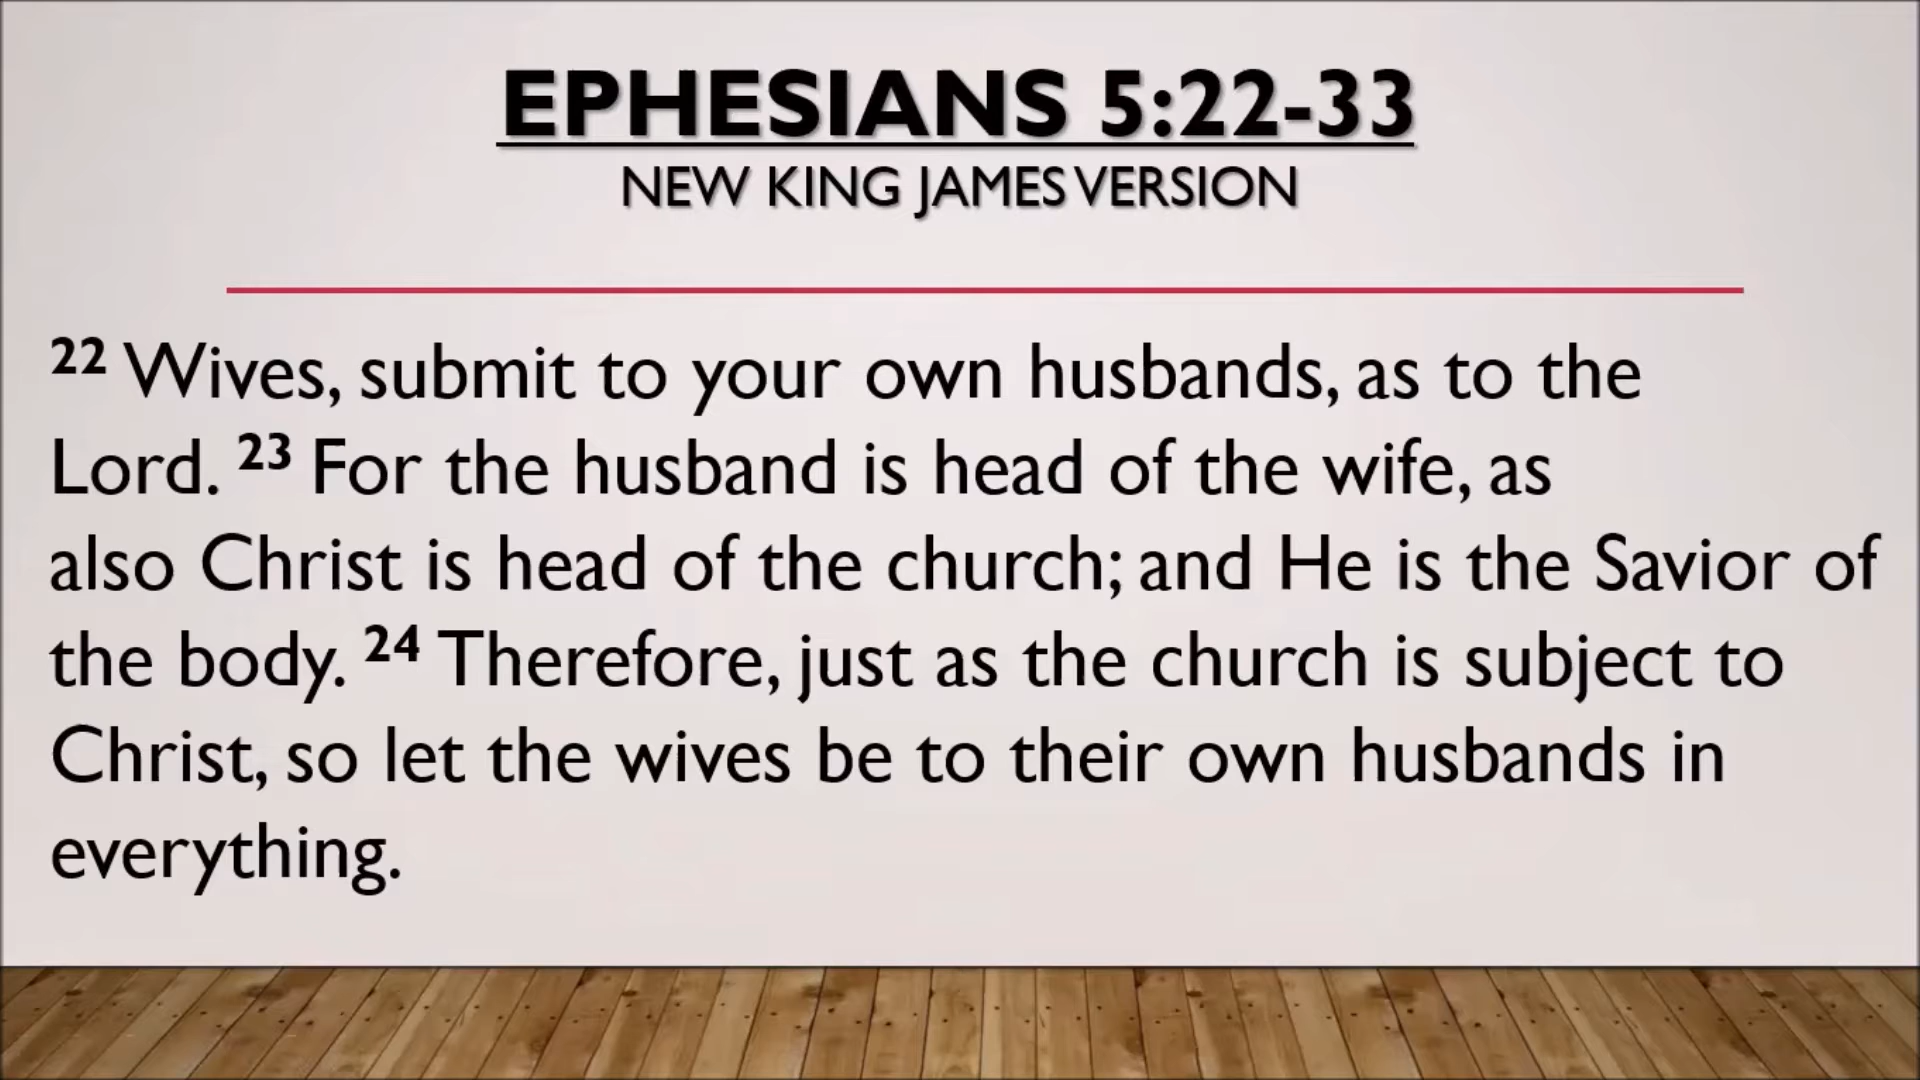 EPHESIANS 5:22-33
NEW KING JAMES VERSION
22 Wives, submit to your own husbands, as to the
Lord. 23 For the husband is head of the wife, as
also Christ is head of the church; and He is the Savior of
the body. 24 Therefore, just as the church is subject to
Christ, so let the wives be to their own husbands in
everything.